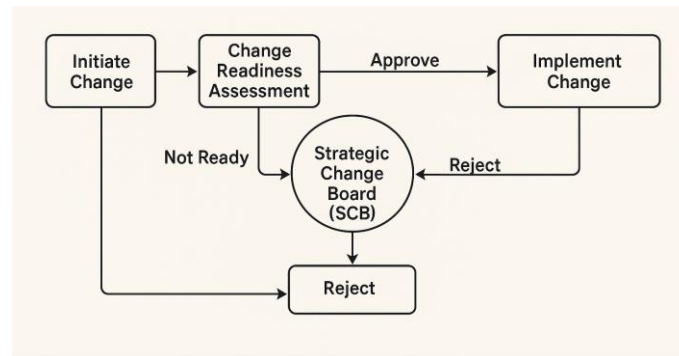 Initiate
Change
Change
Readiness
Assessment
Approve
Implement
Change
Not Ready
Strategic
Change
Board
(SCB)
Reject
Reject